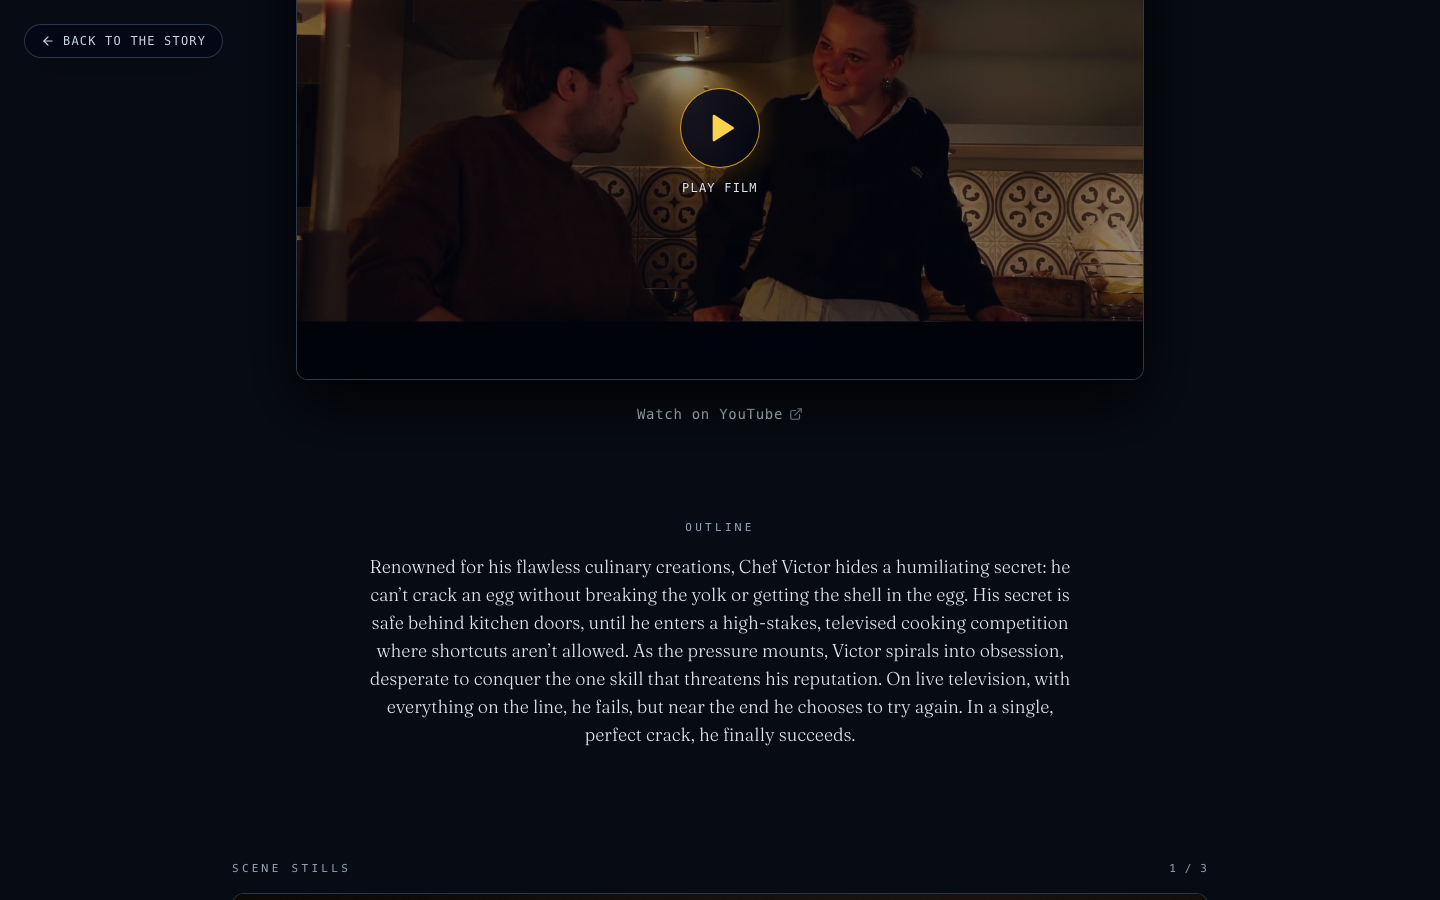 BACK TO THE STORY
PLAY FILM
Watch on YouTube
OUTLINE
Renowned for his flawless culinary creations, Chef Victor hides a humiliating secret: he
can’t crack an egg without breaking the yolk or getting the shell in the egg. His secret is
safe behind kitchen doors, until he enters a high-stakes, televised cooking competition
where shortcuts aren’t allowed. As the pressure mounts, Victor spirals into obsession,
desperate to conquer the one skill that threatens his reputation. On live television, with
everything on the line, he fails, but near the end he chooses to try again. In a single,
perfect crack, he finally succeeds.
SCENE STILLS
1 / 3